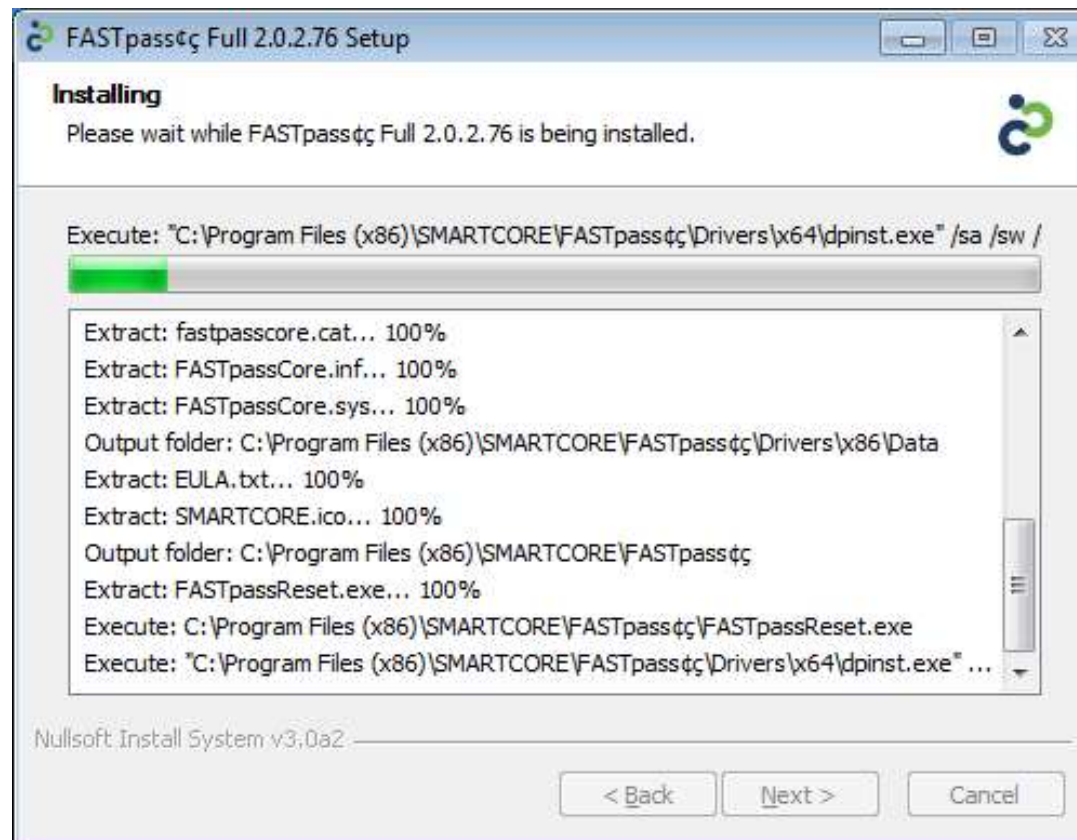 FASTpass¢ç Full 2.0.2.76 Setup
Installing
Please wait while FASTpass¢ç Full 2.0.2.76 is being installed.
Execute: "C:\Program Files (x86)\SMARTCORE\FASTpass¢ç\Drivers\x64\dpinst.exe" /sa /sw /
Extract: fastpasscore.cat... 100%
Extract: FASTpassCore.inf... 100%
Extract: FASTpassCore.sys... 100%
Output folder: C:\Program Files (x86)\SMARTCORE\FASTpass¢ç\Drivers\x86\Data
Extract: EULA.txt... 100%
Extract: SMARTCORE.ico... 100%
Output folder: C:\Program Files (x86)\SMARTCORE\FASTpass¢ç
Extract: FASTpassReset.exe... 100%
Execute: C:\Program Files (x86)\SMARTCORE\FASTpass¢ç\FASTpassReset.exe
Execute: "C:\Program Files (x86)\SMARTCORE\FASTpass¢ç\Drivers\x64\dpinst.exe" ...
Nullsoft Install System v3.0a2
< Back Next > Cancel